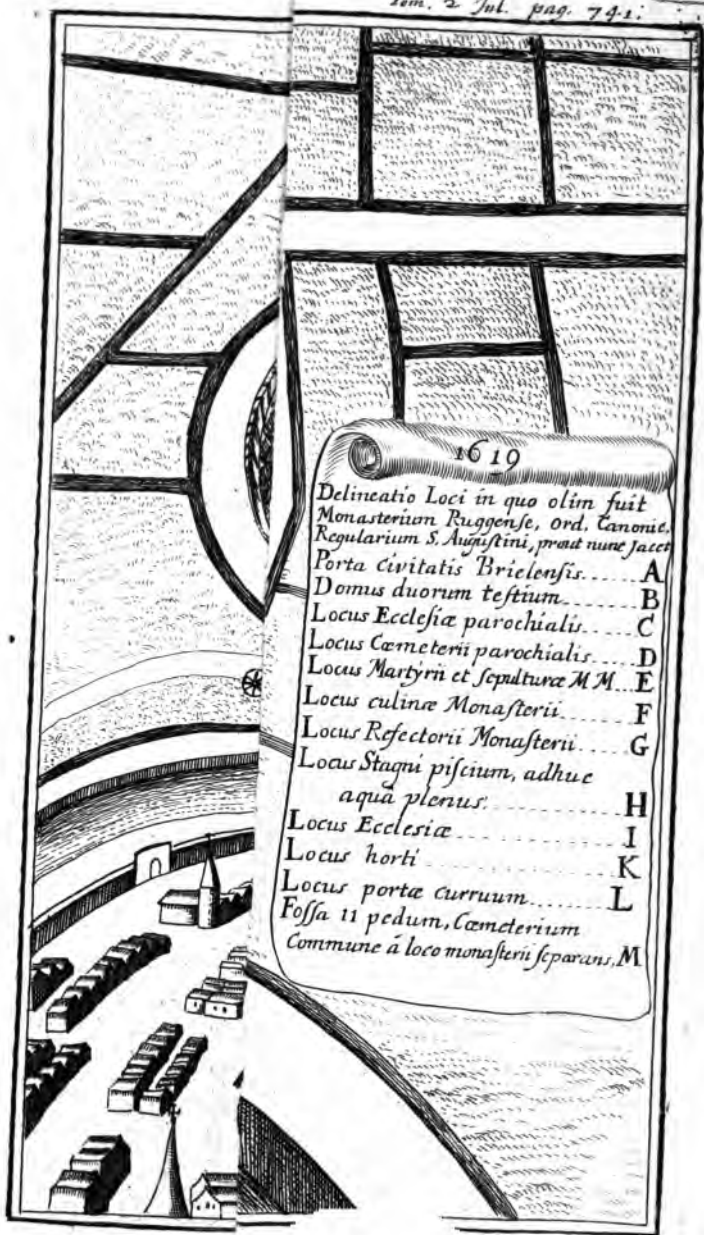 Tom. 2 Jul. pag. 741.
1619
Delineatio Loci in quo olim fuit
Monasterium Ruggense, ord. Canonic.
Regularium S. Augustini, prout nunc jacet
Porta civitatis Brielensis...... A
Domus duorum testium........ B
Locus Ecclesiæ parochialis...... C
Locus Cœmeterii parochialis..... D
Locus Martyrii et sepulturæ M M... E
Locus culinæ Monasterii........ F
Locus Refectorii Monasterii...... G
Locus Stagni piscium, adhuc
aquâ plenus.............. H
Locus Ecclesiæ................ I
Locus horti................... K
Locus portæ curruum........ L
Fossa 11 pedum, Cœmeterium
Commune à loco monasterii separans, M